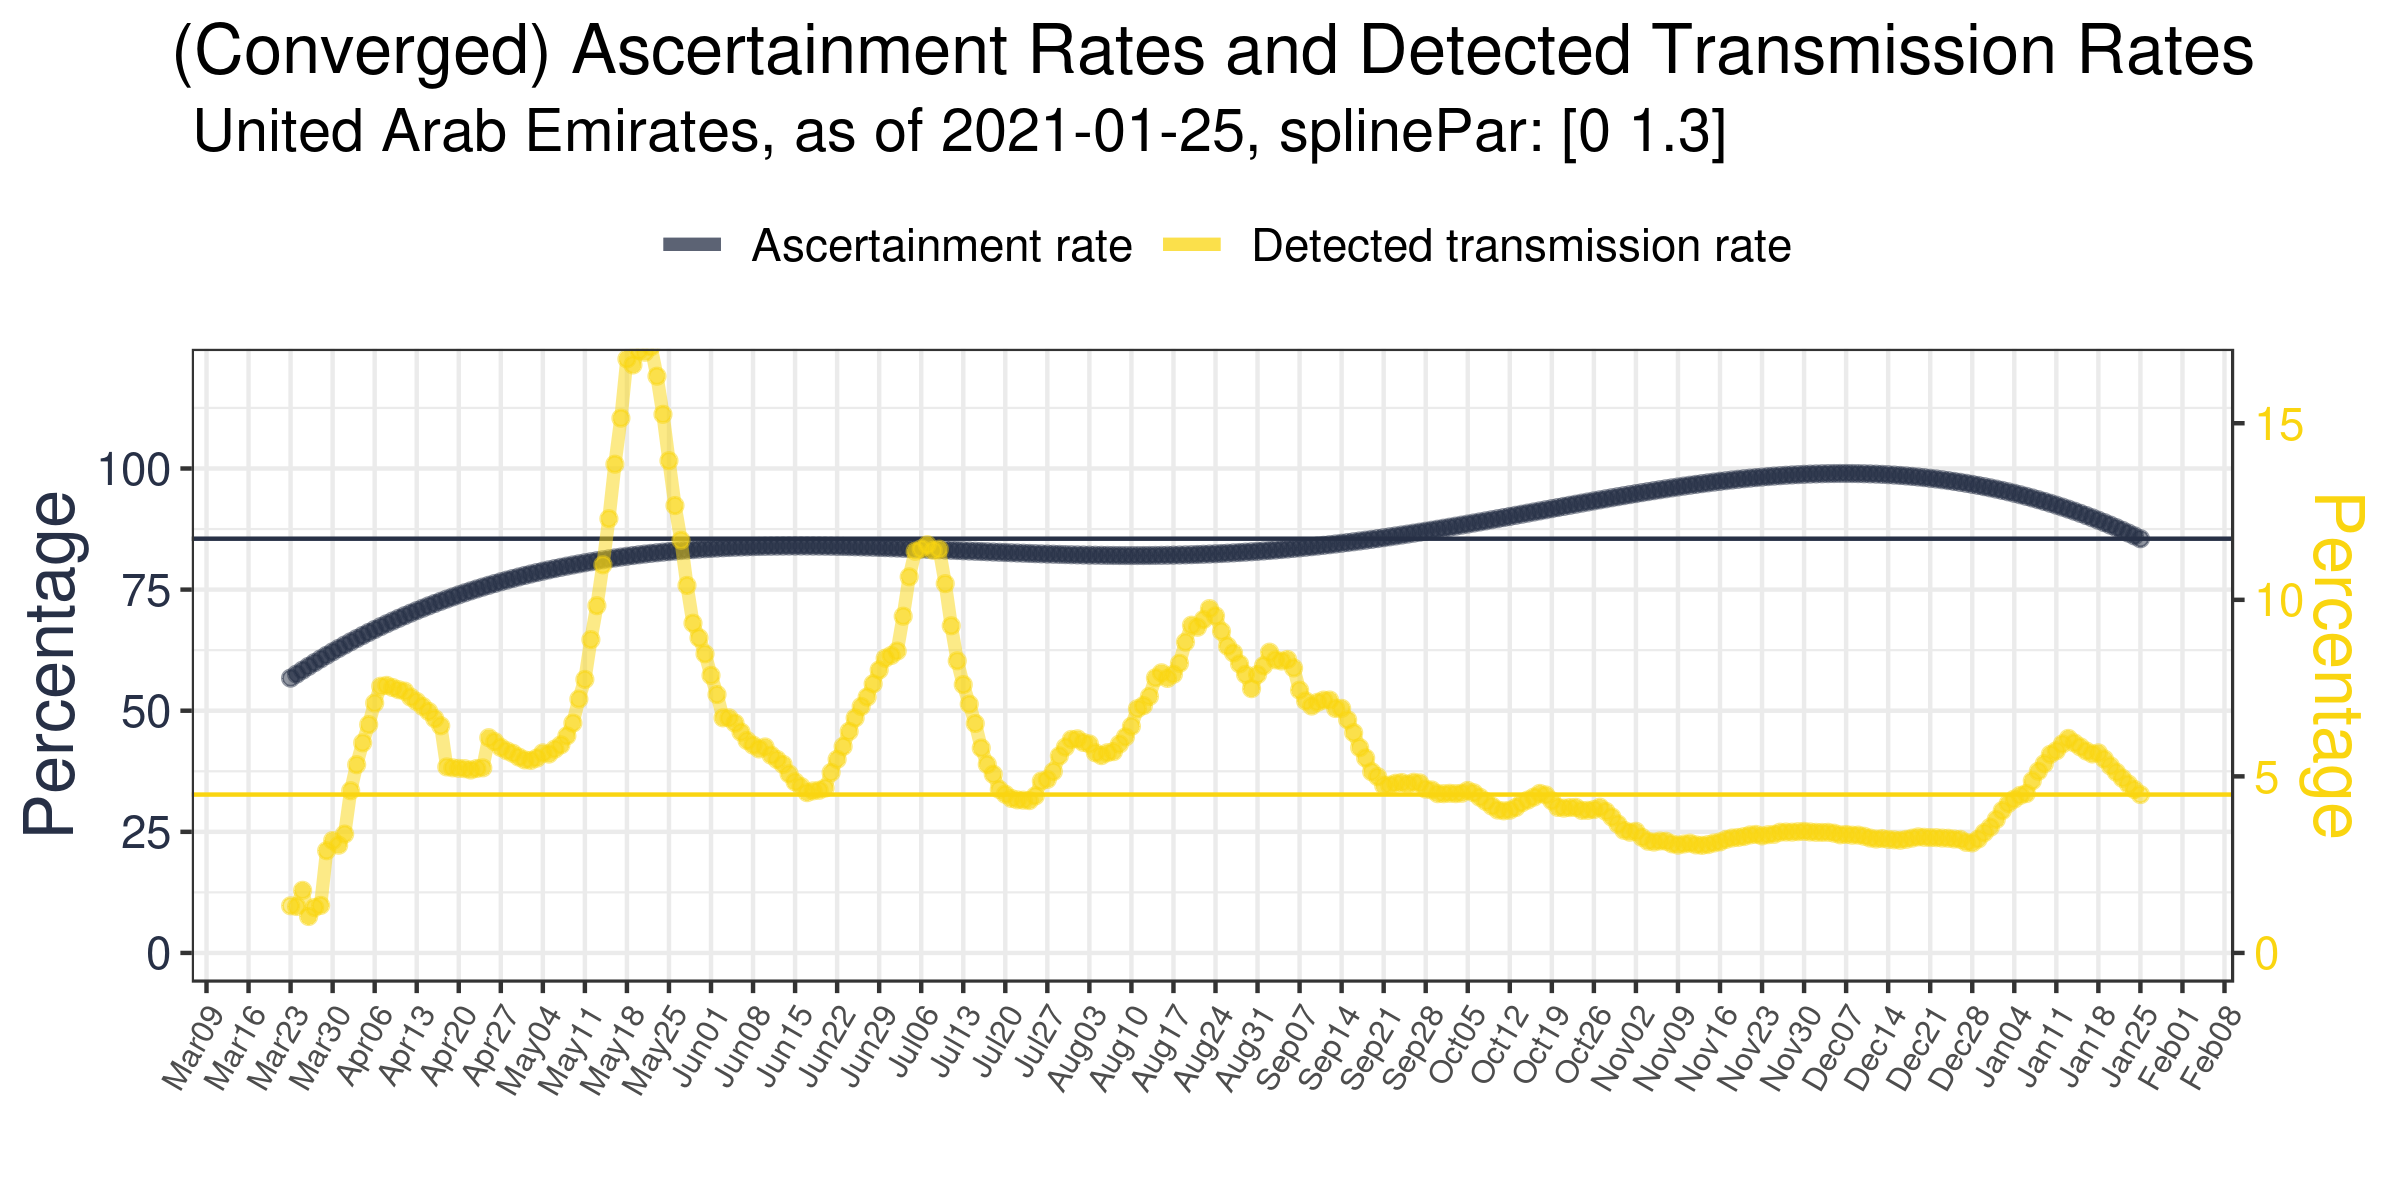 (Converged) Ascertainment Rates and Detected Transmission Rates
United Arab Emirates, as of 2021-01-25, splinePar: [0 1.3]
Ascertainment rate
Detected transmission rate
Percentage
100
75
50
25
0
15
10
5
0
Percentage
Mar09
Mar16
Mar23
Mar30
Apr06
Apr13
Apr20
Apr27
May04
May11
May18
May25
Jun01
Jun08
Jun15
Jun22
Jun29
Jul06
Jul13
Jul20
Jul27
Aug03
Aug10
Aug17
Aug24
Aug31
Sep07
Sep14
Sep21
Sep28
Oct05
Oct12
Oct19
Oct26
Nov02
Nov09
Nov16
Nov23
Nov30
Dec07
Dec14
Dec21
Dec28
Jan04
Jan11
Jan18
Jan25
Feb01
Feb08